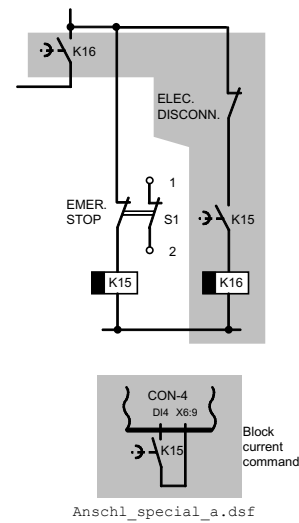 K16
ELEC.
DISCONN.
1
EMER.
STOP
S1
K15
2
K15
K16
CON-4
DI4 X6:9
K15
Block
current
command
Anschl_special_a.dsf